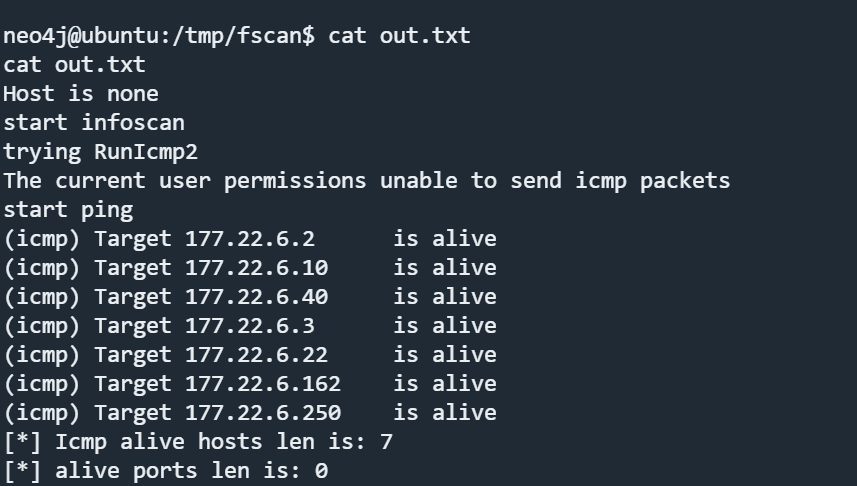 neo4j@ubuntu:/tmp/fscan$ cat out.txt
cat out.txt
Host is none
start infoscan
trying RunIcmp2
The current user permissions unable to send icmp packets
start ping
(icmp) Target 177.22.6.2      is alive
(icmp) Target 177.22.6.10     is alive
(icmp) Target 177.22.6.40     is alive
(icmp) Target 177.22.6.3      is alive
(icmp) Target 177.22.6.22     is alive
(icmp) Target 177.22.6.162    is alive
(icmp) Target 177.22.6.250    is alive
[*] Icmp alive hosts len is: 7
[*] alive ports len is: 0